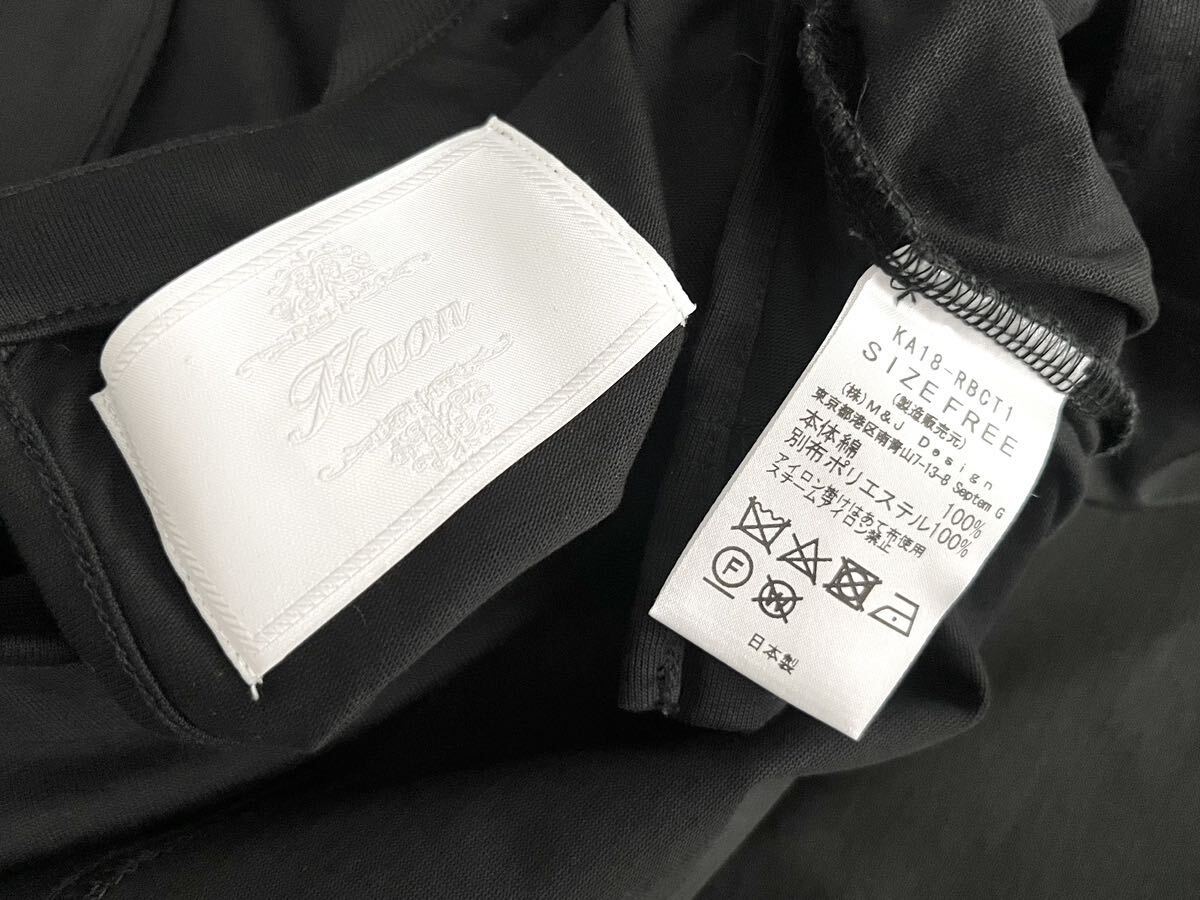 Kaon
KA18-RBCT1
SIZE FREE
(製造販売元)
(株)M&J Design
東京都港区南青山7-13-8 Septem G
本体綿 100%
別布ポリエステル100%
アイロン掛けはあて布使用
スチームアイロン禁止
F
W
日本製